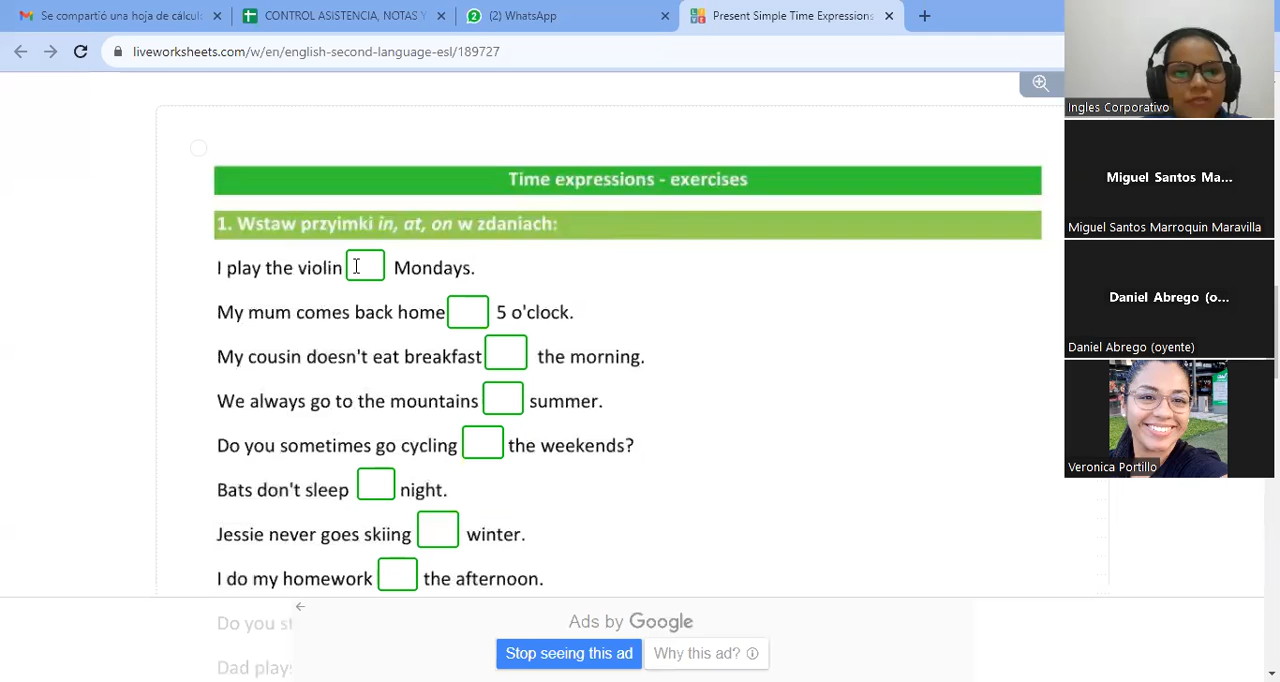 Se compartió una hoja de cálcul
CONTROL ASISTENCIA, NOTAS Y
(2) WhatsApp
Present Simple Time Expressions
liveworksheets.com/w/en/english-second-language-esl/189727
Time expressions - exercises
1. Wstaw przyimki in, at, on w zdaniach:
I play the violin Mondays.
My mum comes back home 5 o'clock.
My cousin doesn't eat breakfast the morning.
We always go to the mountains summer.
Do you sometimes go cycling the weekends?
Bats don't sleep night.
Jessie never goes skiing winter.
I do my homework the afternoon.
Do you st
Dad plays
Ads by Google
Stop seeing this ad
Why this ad?
Ingles Corporativo
Miguel Santos Ma...
Miguel Santos Marroquin Maravilla
Daniel Abrego (o...
Daniel Abrego (oyente)
Veronica Portillo